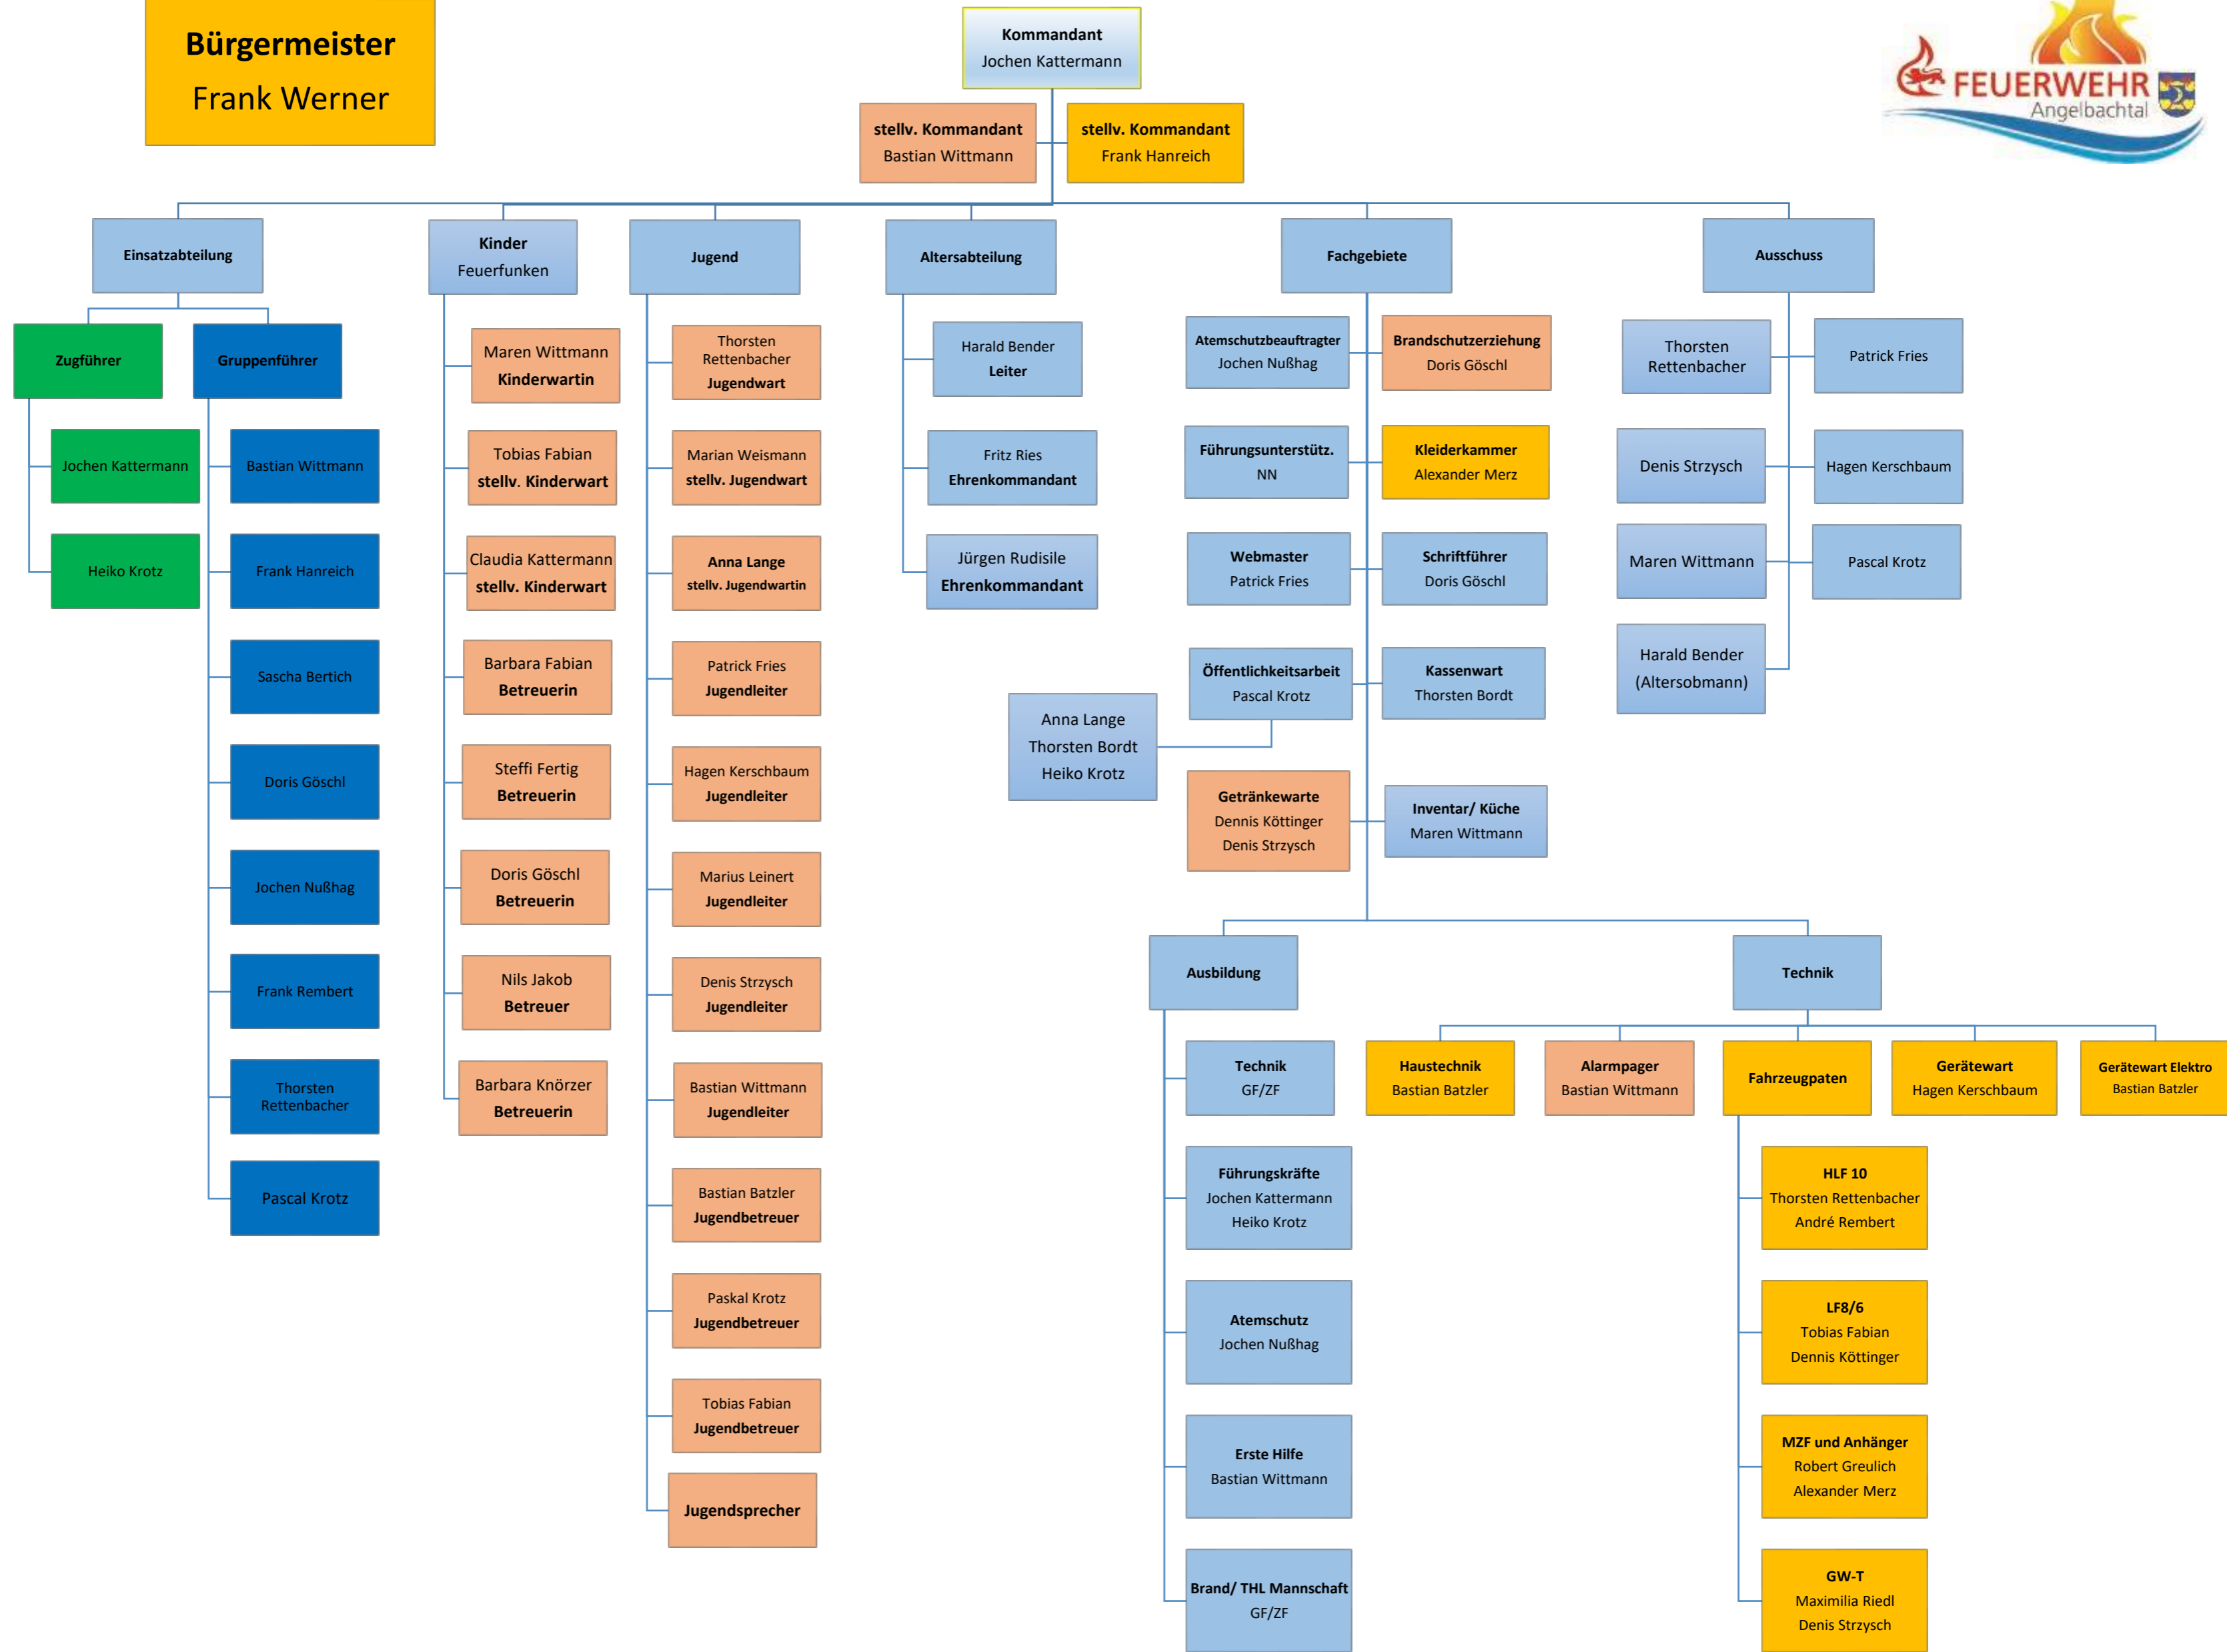 Bürgermeister
Frank Werner
Kommandant
Jochen Kattermann
FEUERWEHR
Angelbachtal
stellv. Kommandant
Bastian Wittmann
stellv. Kommandant
Frank Hanreich
Einsatzabteilung
Zugführer
Jochen Kattermann
Heiko Krotz
Gruppenführer
Bastian Wittmann
Frank Hanreich
Sascha Bertich
Doris Göschl
Jochen Nußhag
Frank Rembert
Thorsten
Rettenbacher
Pascal Krotz
Kinder
Feuerfunken
Maren Wittmann
Kinderwartin
Tobias Fabian
stellv. Kinderwart
Claudia Kattermann
stellv. Kinderwart
Barbara Fabian
Betreuerin
Steffi Fertig
Betreuerin
Doris Göschl
Betreuerin
Nils Jakob
Betreuer
Barbara Knörzer
Betreuerin
Jugend
Thorsten
Rettenbacher
Jugendwart
Marian Weismann
stellv. Jugendwart
Anna Lange
stellv. Jugendwartin
Patrick Fries
Jugendleiter
Hagen Kerschbaum
Jugendleiter
Marius Leinert
Jugendleiter
Denis Strzysch
Jugendleiter
Bastian Wittmann
Jugendleiter
Bastian Batzler
Jugendbetreuer
Paskal Krotz
Jugendbetreuer
Tobias Fabian
Jugendbetreuer
Jugendsprecher
Altersabteilung
Harald Bender
Leiter
Fritz Ries
Ehrenkommandant
Jürgen Rudisile
Ehrenkommandant
Fachgebiete
Atemschutzbeauftragter
Jochen Nußhag
Brandschutzerziehung
Doris Göschl
Führungsunterstütz.
NN
Kleiderkammer
Alexander Merz
Webmaster
Patrick Fries
Schriftführer
Doris Göschl
Öffentlichkeitsarbeit
Pascal Krotz
Anna Lange
Thorsten Bordt
Heiko Krotz
Kassenwart
Thorsten Bordt
Getränkewarte
Dennis Köttinger
Denis Strzysch
Inventar/ Küche
Maren Wittmann
Ausbildung
Technik
GF/ZF
Führungskräfte
Jochen Kattermann
Heiko Krotz
Atemschutz
Jochen Nußhag
Erste Hilfe
Bastian Wittmann
Brand/ THL Mannschaft
GF/ZF
Technik
Haustechnik
Bastian Batzler
Alarmpager
Bastian Wittmann
Fahrzeugpaten
HLF 10
Thorsten Rettenbacher
André Rembert
LF8/6
Tobias Fabian
Dennis Köttinger
MZF und Anhänger
Robert Greulich
Alexander Merz
GW-T
Maximilia Riedl
Denis Strzysch
Gerätewart
Hagen Kerschbaum
Gerätewart Elektro
Bastian Batzler
Ausschuss
Thorsten
Rettenbacher
Patrick Fries
Denis Strzysch
Hagen Kerschbaum
Maren Wittmann
Pascal Krotz
Harald Bender
(Altersobmann)